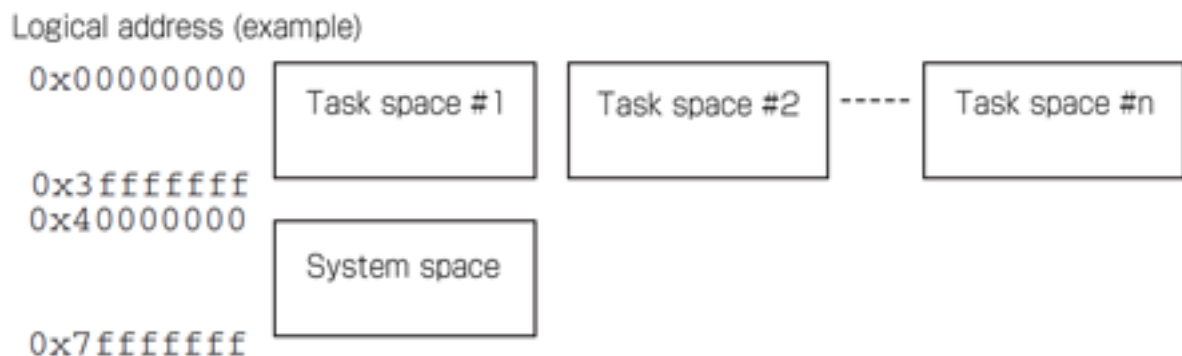 Logical address (example)
0x00000000
Task space #1 Task space #2 ----- Task space #n
0x3fffffff
0x40000000
System space
0x7fffffff